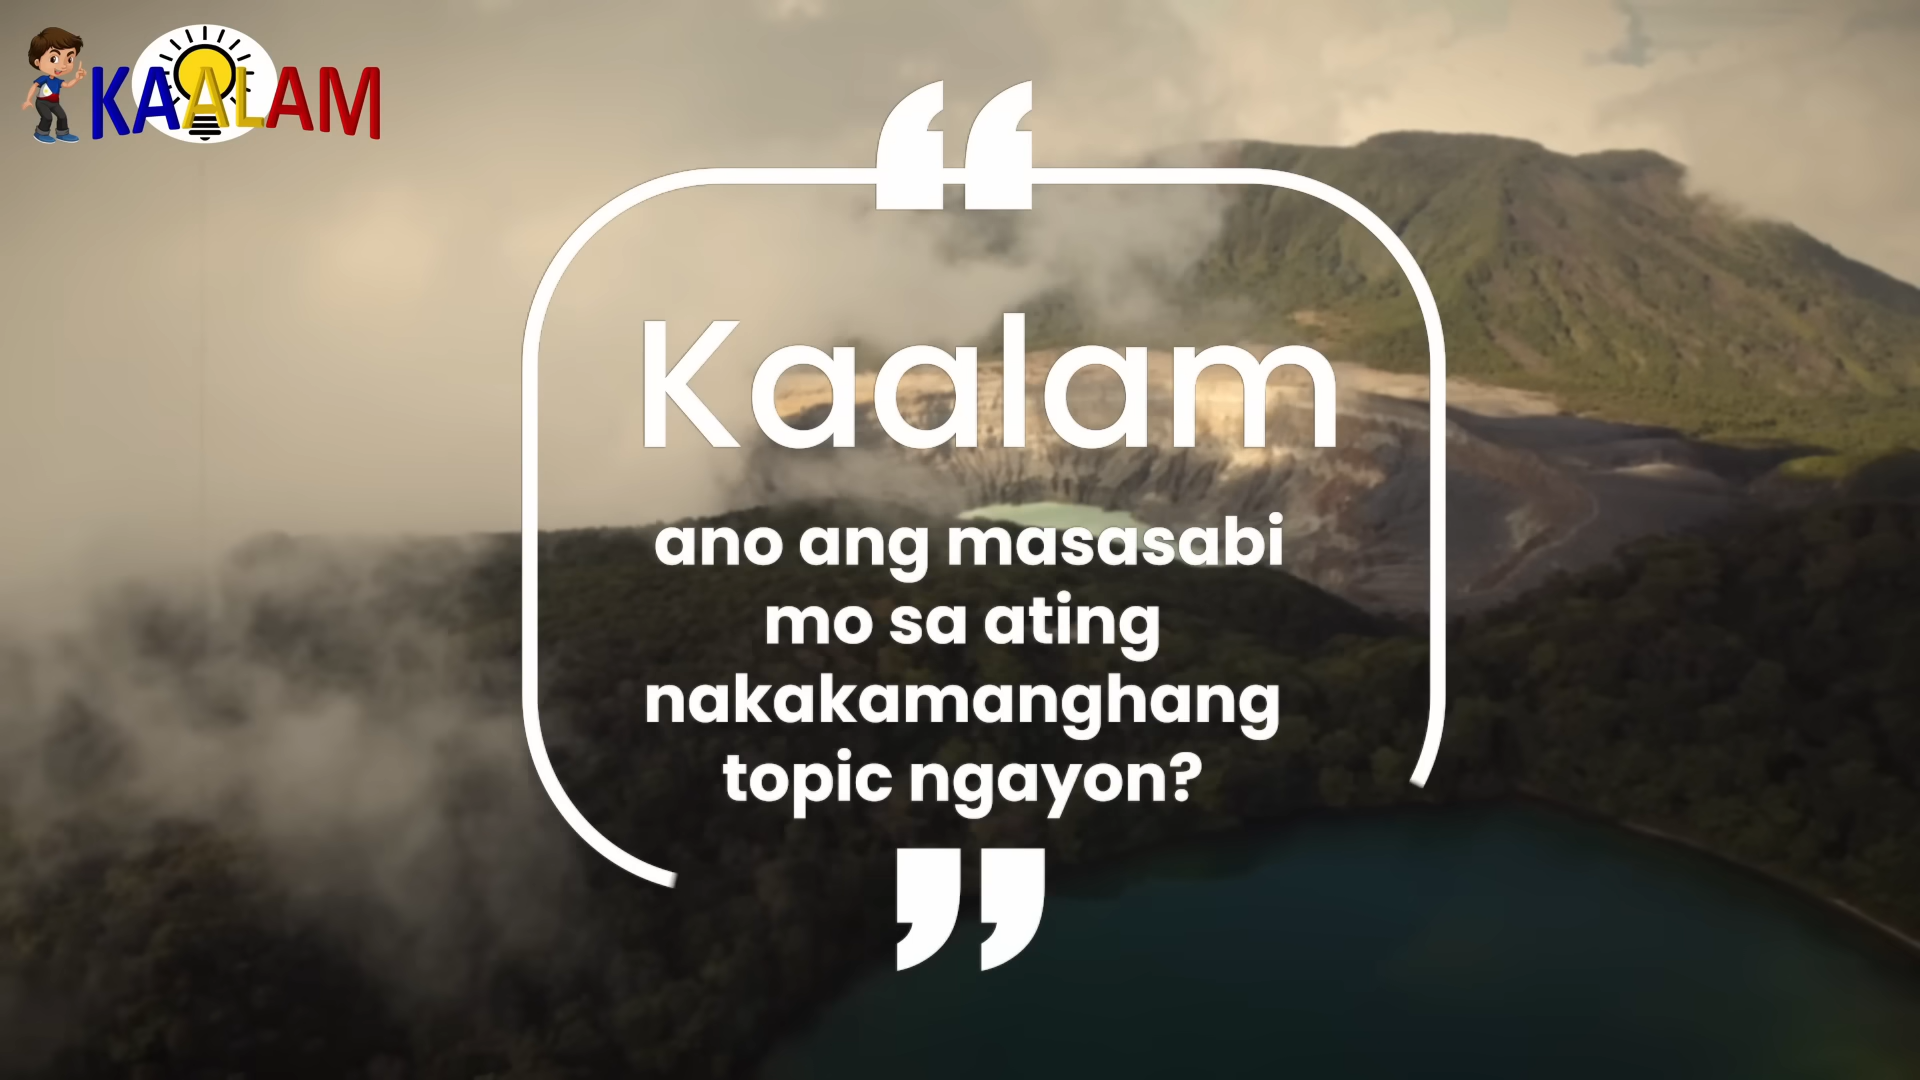 KAALAM
Kaalam
ano ang masasabi
mo sa ating
nakakamanghang
topic ngayon?